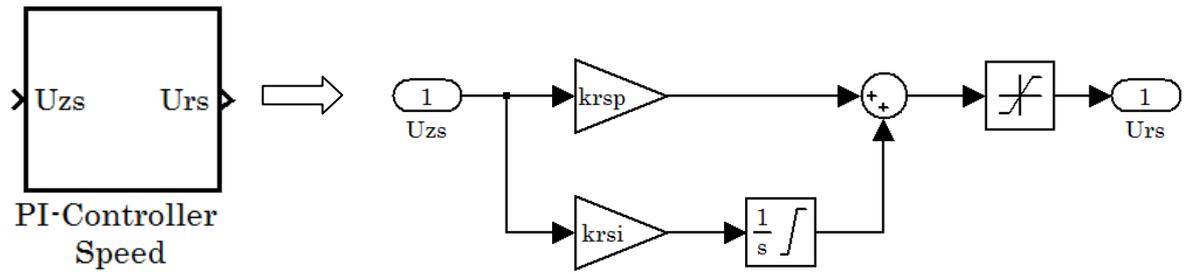 Uzs Urs
PI-Controller
Speed
1
Uzs
krsp
+
+
1
Urs
krsi
1
s